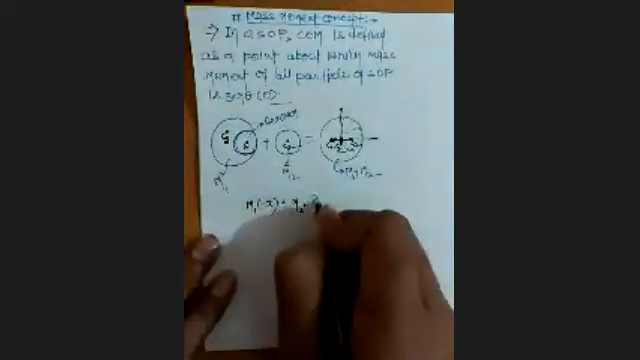 # Mass Moment concept :-
→ In a SOP, COM is defined
as a point about which mass
moment of all particle of SOP
is zero (0).
+ =
M₁ M₂
M₁(-x) + M₂